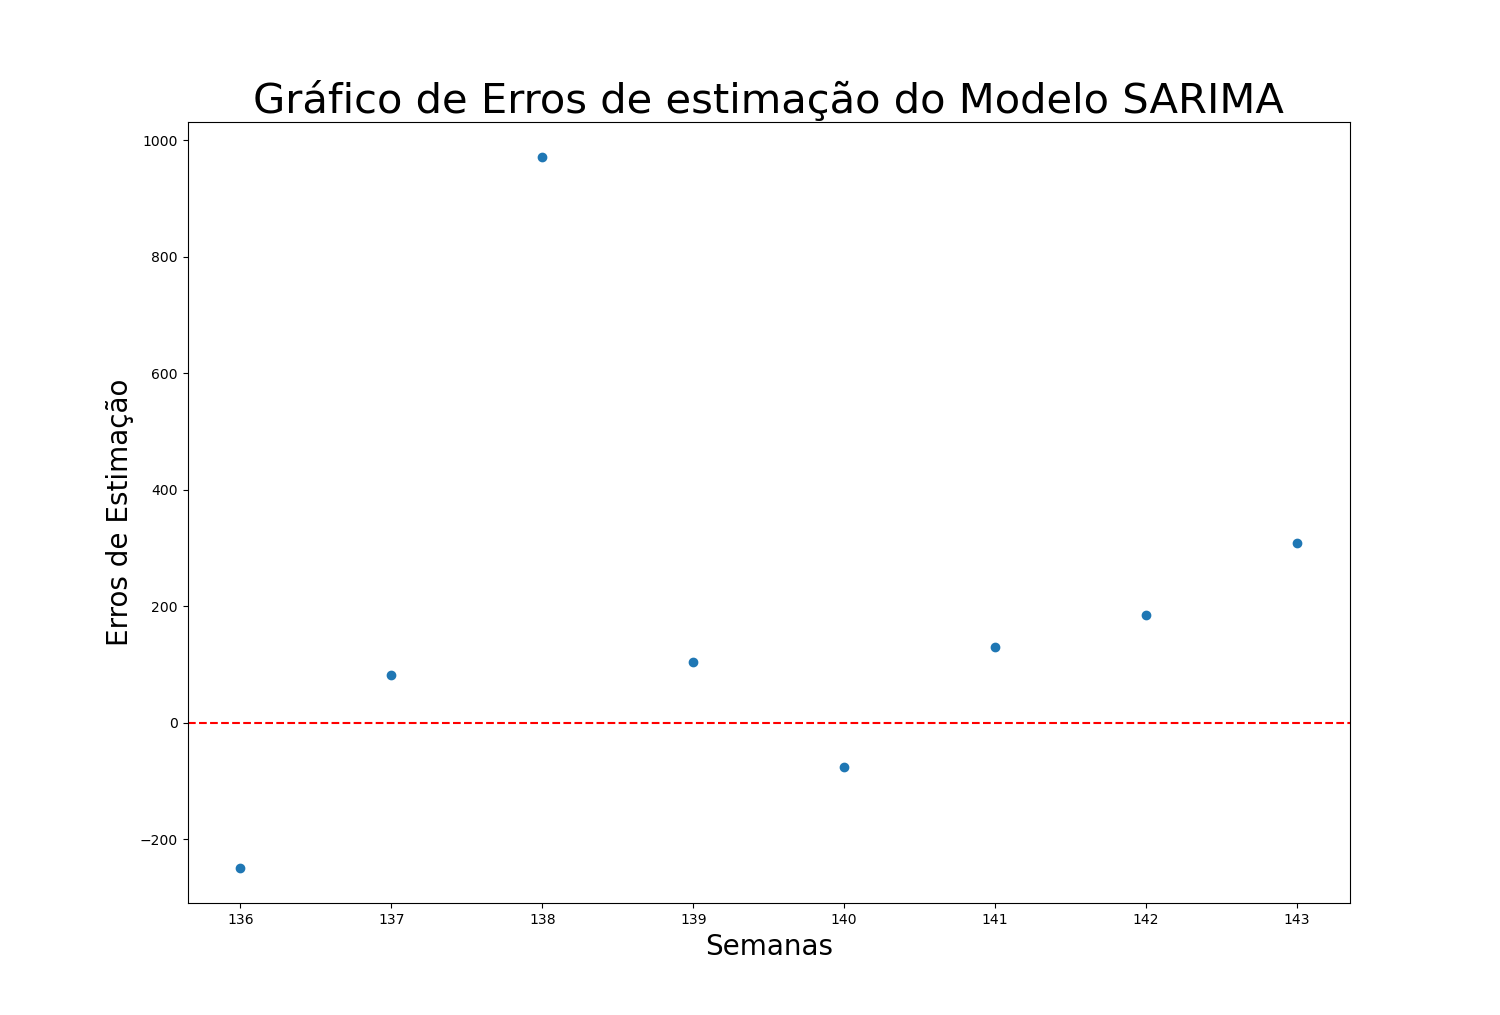 Gráfico de Erros de estimação do Modelo SARIMA
1000
800
600
400
200
0
−200
Erros de Estimação
136 137 138 139 140 141 142 143
Semanas